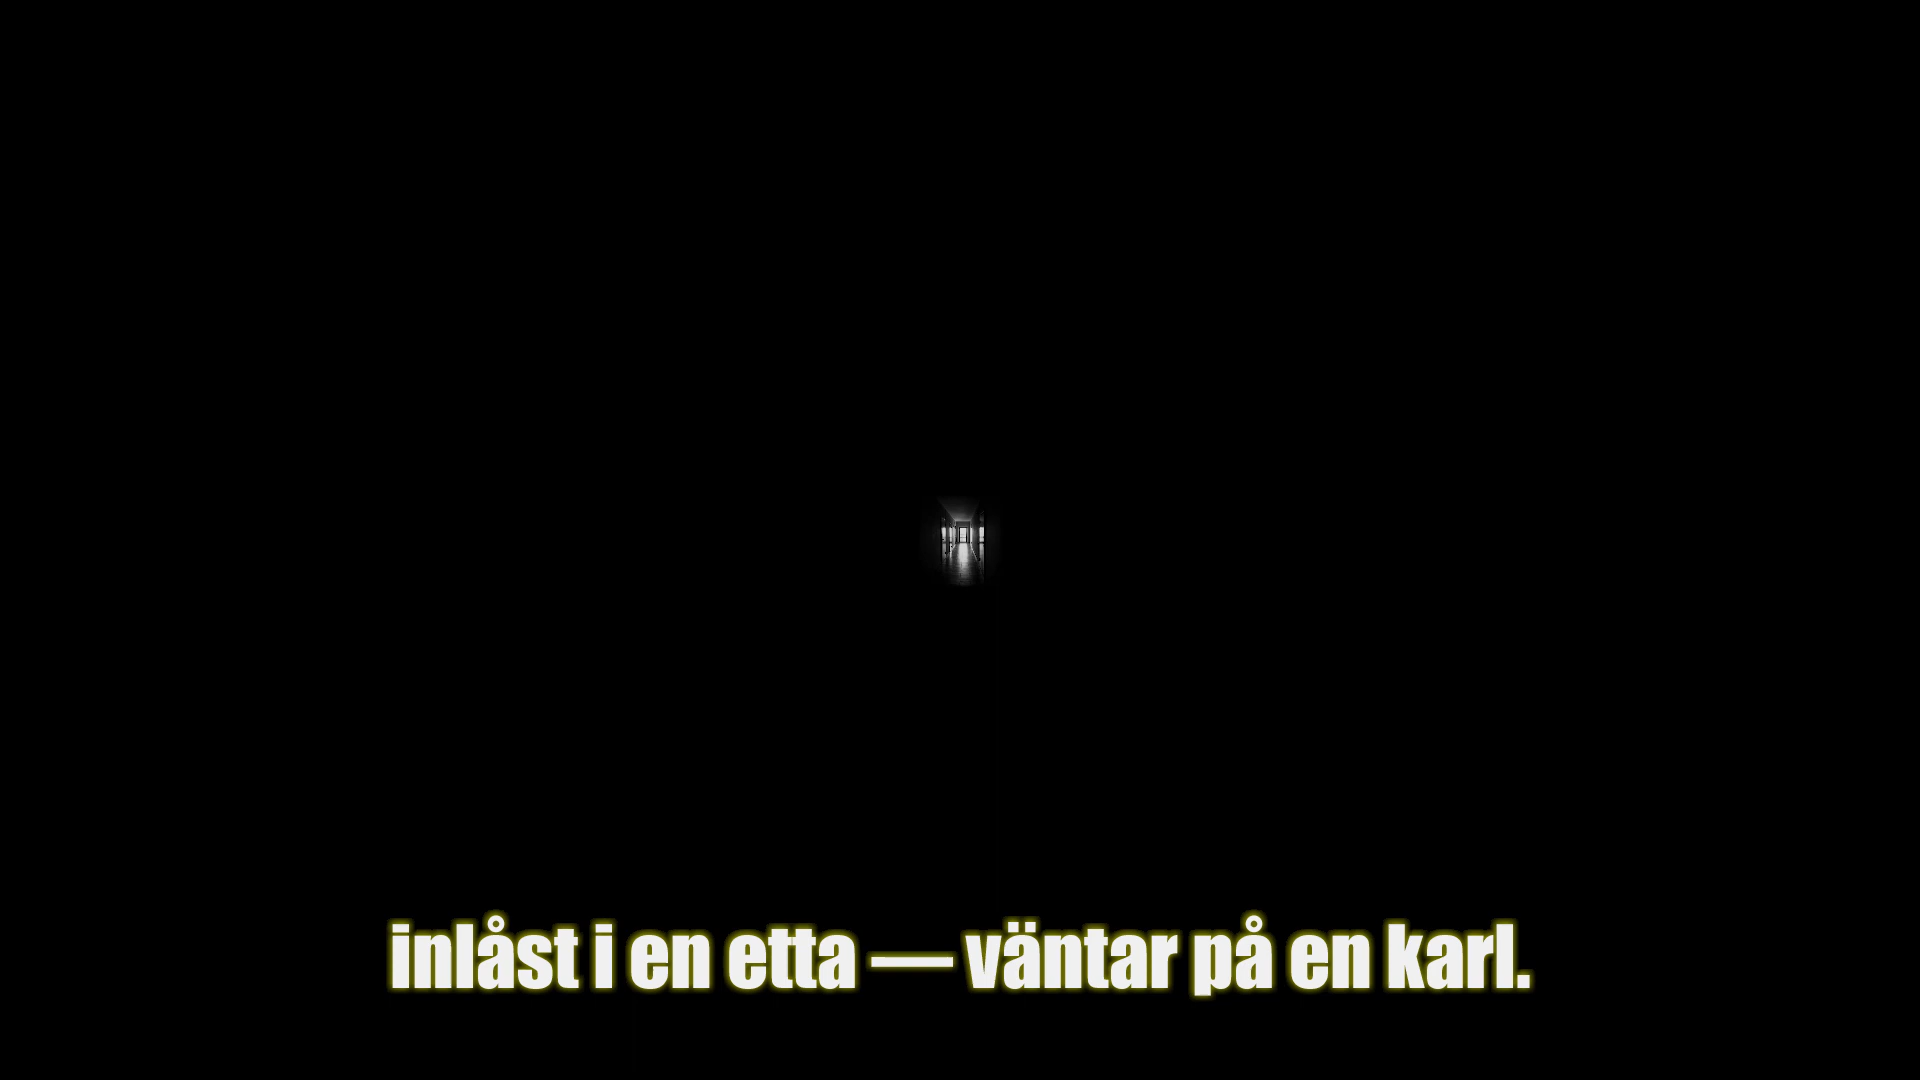 inlåst i en etta — väntar på en karl.